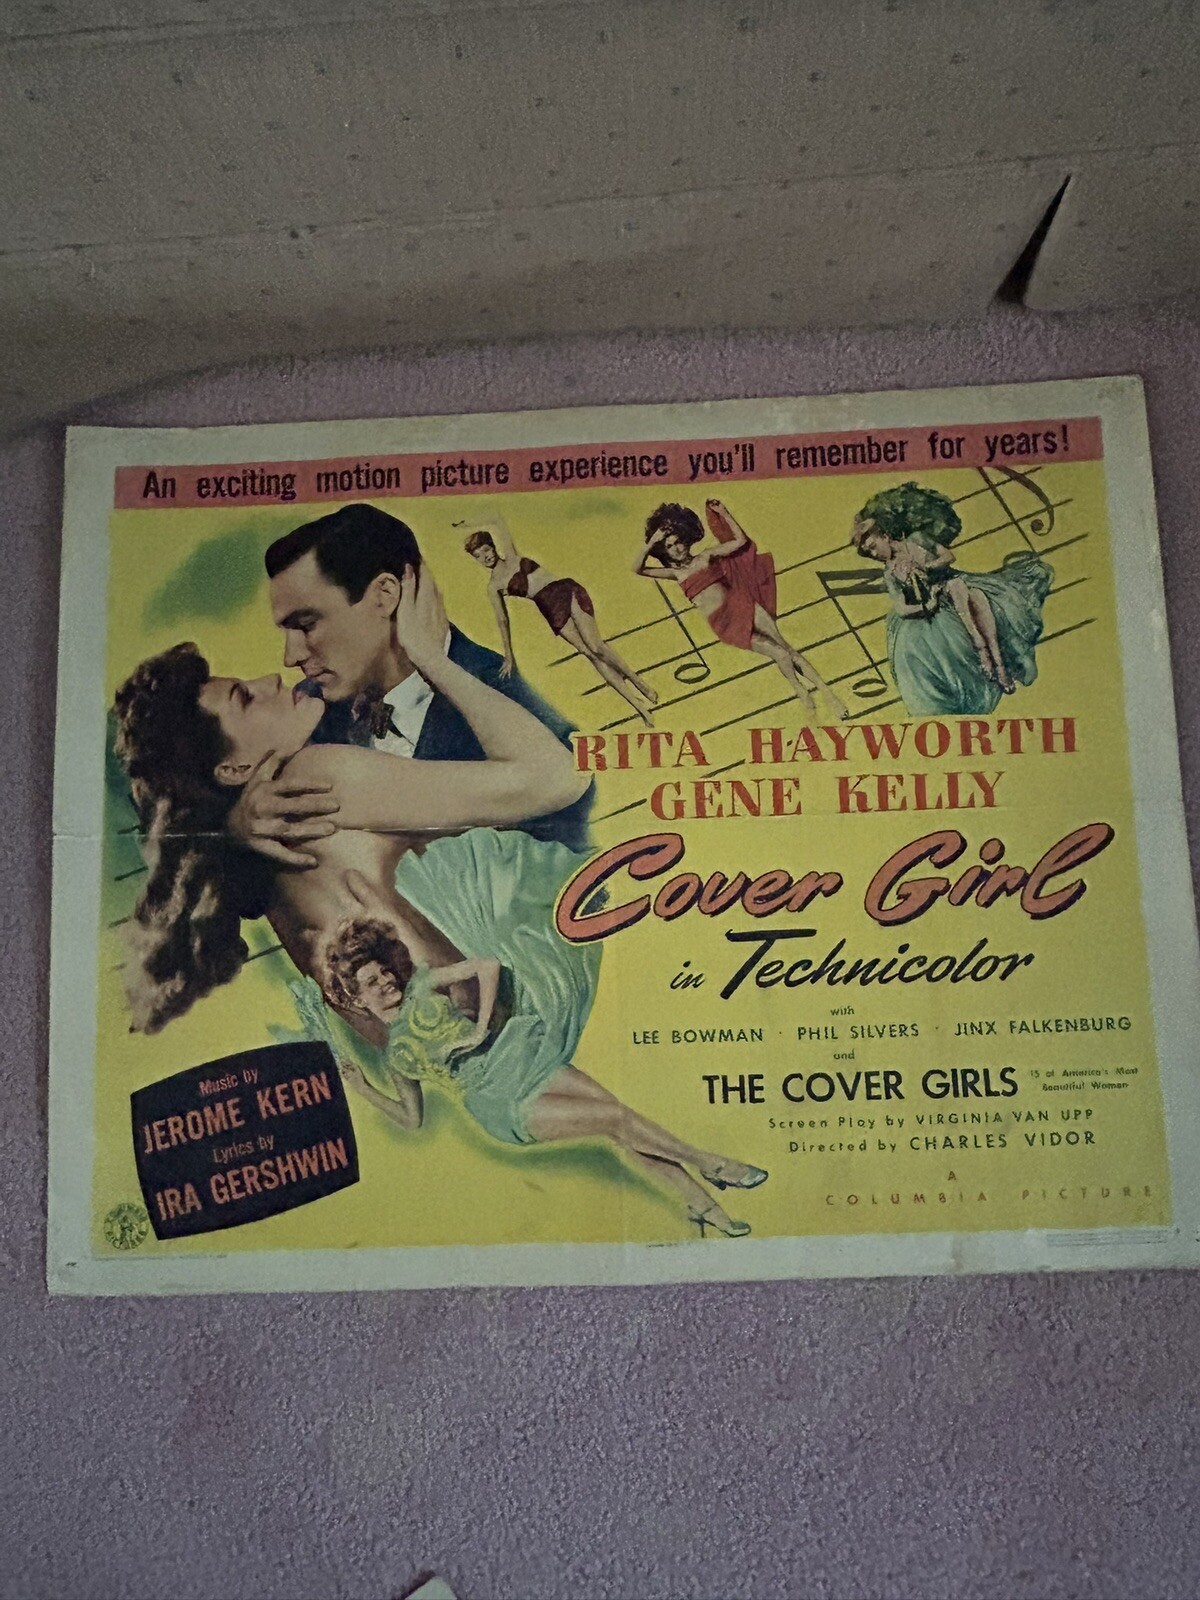 An exciting motion picture experience you'll remember for years!
RITA HAYWORTH
GENE KELLY
Cover Girl
in Technicolor
with
LEE BOWMAN · PHIL SILVERS · JINX FALKENBURG
and
THE COVER GIRLS 15 of America's Most
Beautiful Women
Screen Play by VIRGINIA VAN UPP
Directed by CHARLES VIDOR
A
COLUMBIA PICTURE
Music by
JEROME KERN
Lyrics by
IRA GERSHWIN